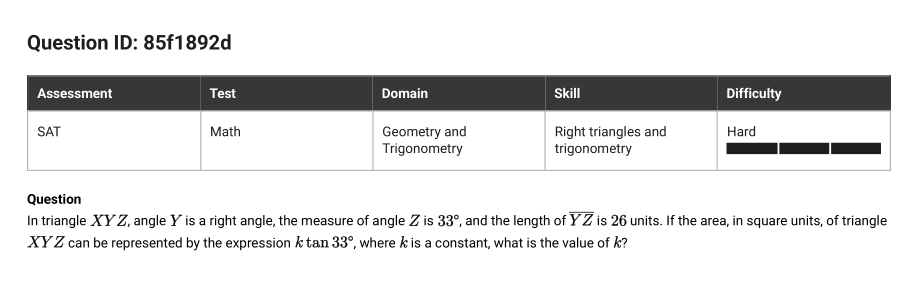 Question ID: 85f1892d
Assessment Test Domain Skill Difficulty
SAT Math Geometry and Trigonometry Right triangles and trigonometry Hard
Question
In triangle XYZ, angle Y is a right angle, the measure of angle Z is 33°, and the length of Y͞Z is 26 units. If the area, in square units, of triangle
XYZ can be represented by the expression k tan 33°, where k is a constant, what is the value of k?